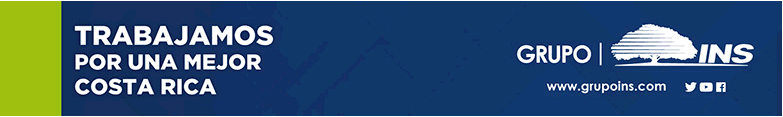 TRABAJAMOS
POR UNA MEJOR
COSTA RICA
GRUPO | INS
www.grupoins.com